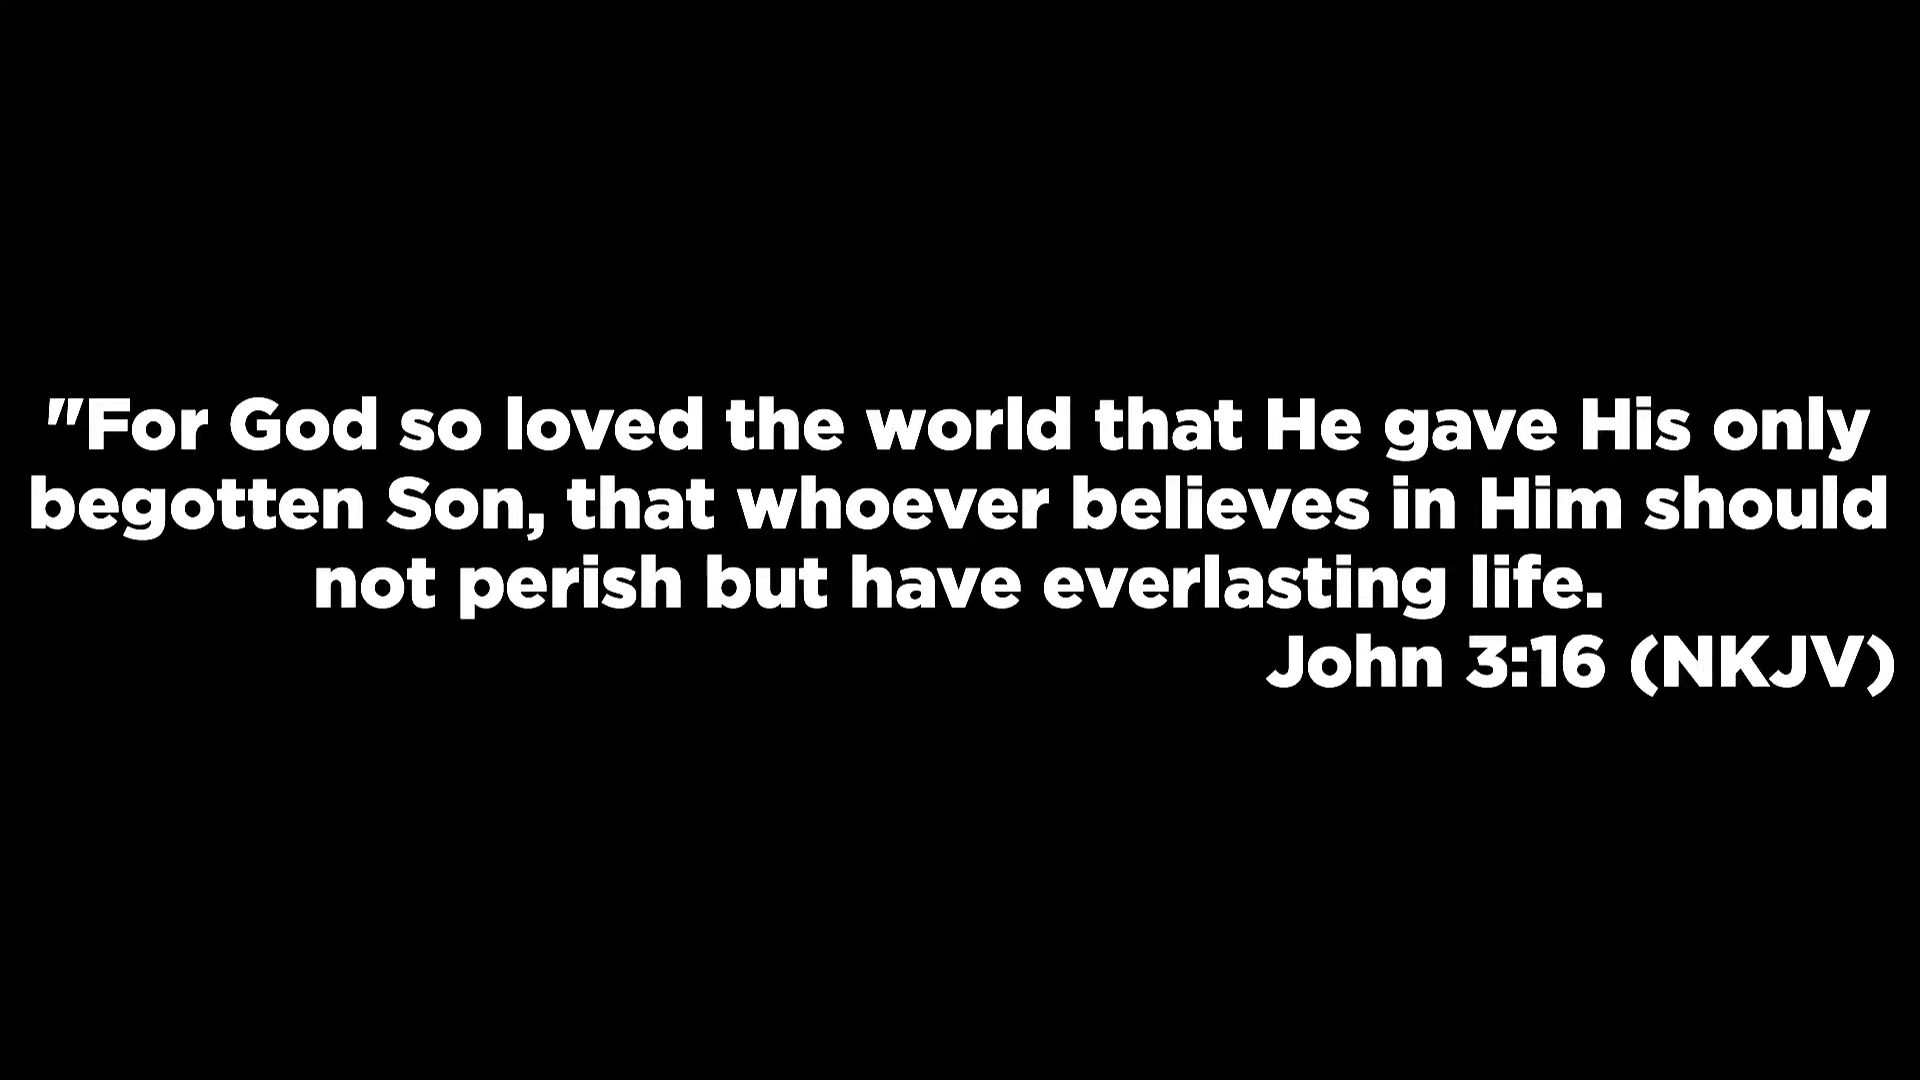 "For God so loved the world that He gave His only
begotten Son, that whoever believes in Him should
not perish but have everlasting life.
John 3:16 (NKJV)